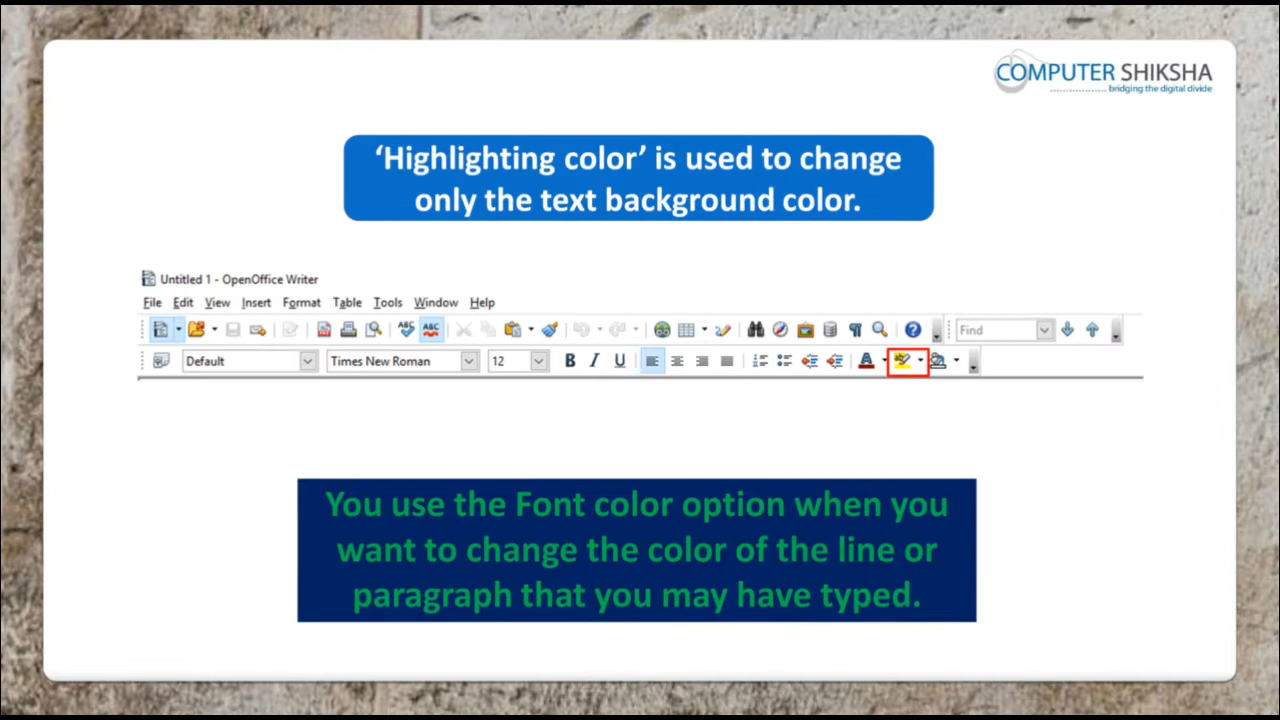 COMPUTER SHIKSHA
bridging the digital divide
‘Highlighting color’ is used to change
only the text background color.
Untitled 1 - OpenOffice Writer
File Edit View Insert Format Table Tools Window Help
ABC ABC Find
Default Times New Roman 12 B I U A
You use the Font color option when you
want to change the color of the line or
paragraph that you may have typed.